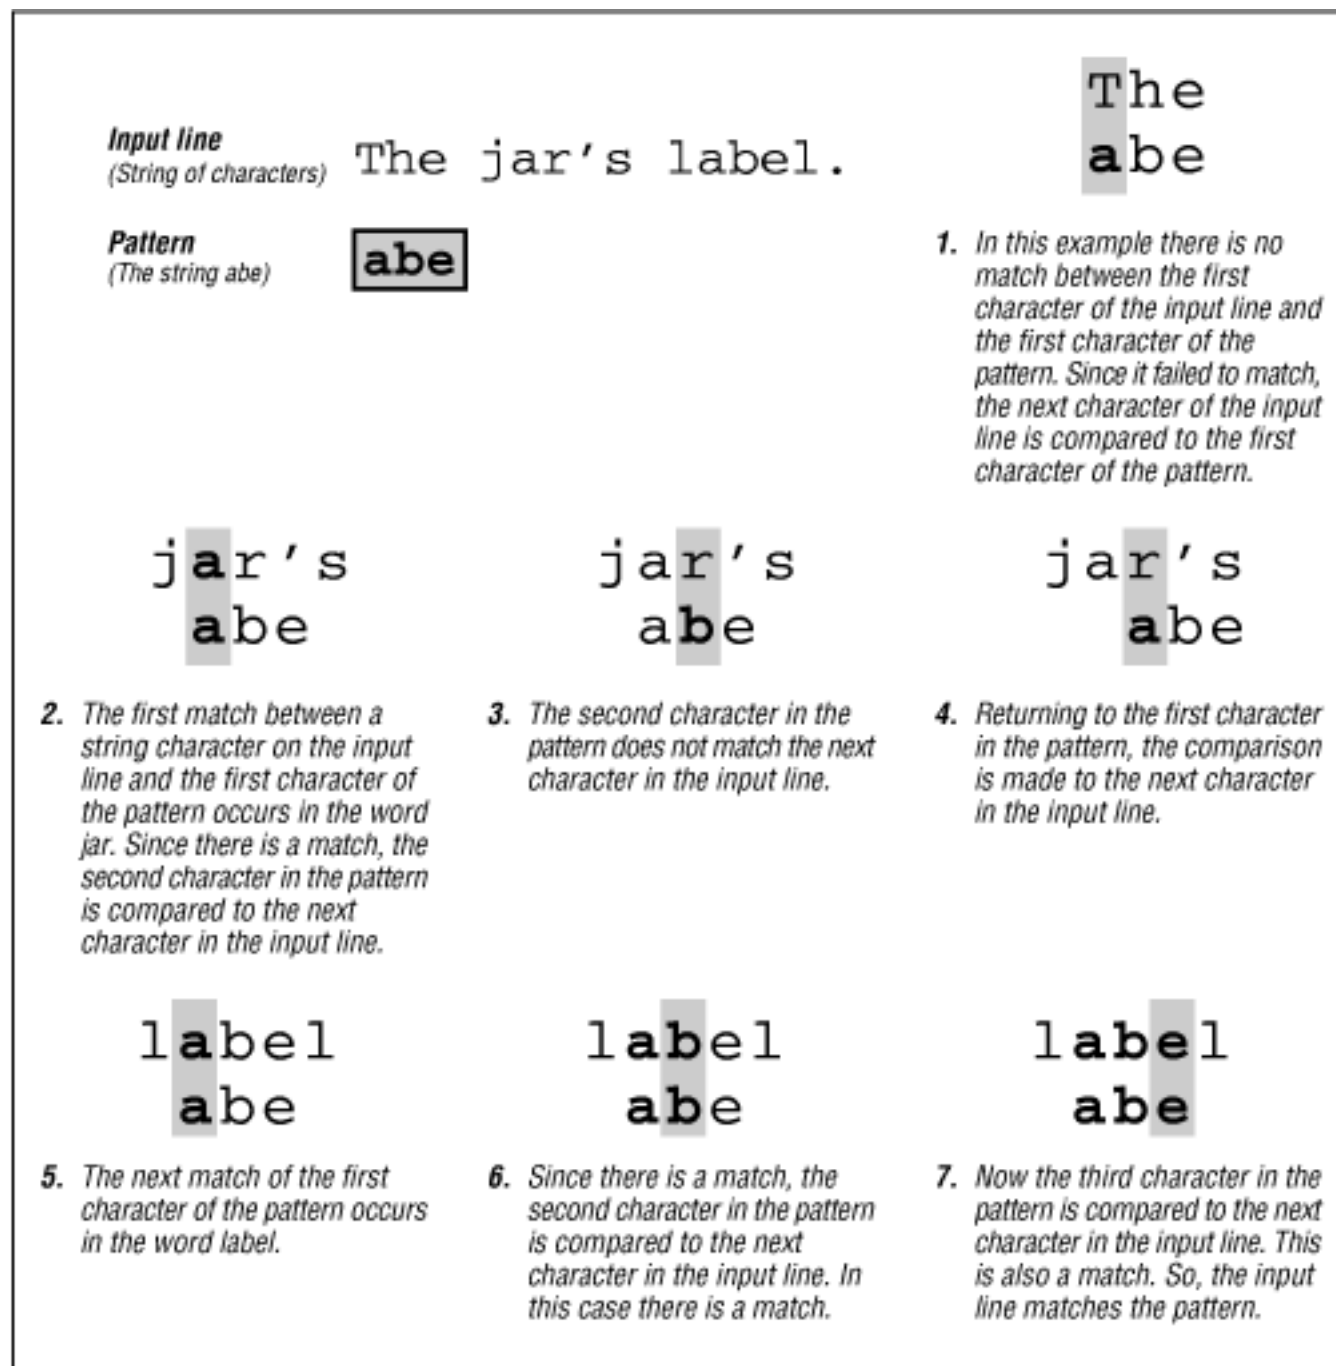 Input line
(String of characters)
The jar′s label.
Pattern
(The string abe)
abe
The
abe
1. In this example there is no
match between the first
character of the input line and
the first character of the
pattern. Since it failed to match,
the next character of the input
line is compared to the first
character of the pattern.
jar′s
abe
2. The first match between a
string character on the input
line and the first character of
the pattern occurs in the word
jar. Since there is a match, the
second character in the pattern
is compared to the next
character in the input line.
jar′s
abe
3. The second character in the
pattern does not match the next
character in the input line.
jar′s
abe
4. Returning to the first character
in the pattern, the comparison
is made to the next character
in the input line.
label
abe
5. The next match of the first
character of the pattern occurs
in the word label.
label
abe
6. Since there is a match, the
second character in the pattern
is compared to the next
character in the input line. In
this case there is a match.
label
abe
7. Now the third character in the
pattern is compared to the next
character in the input line. This
is also a match. So, the input
line matches the pattern.